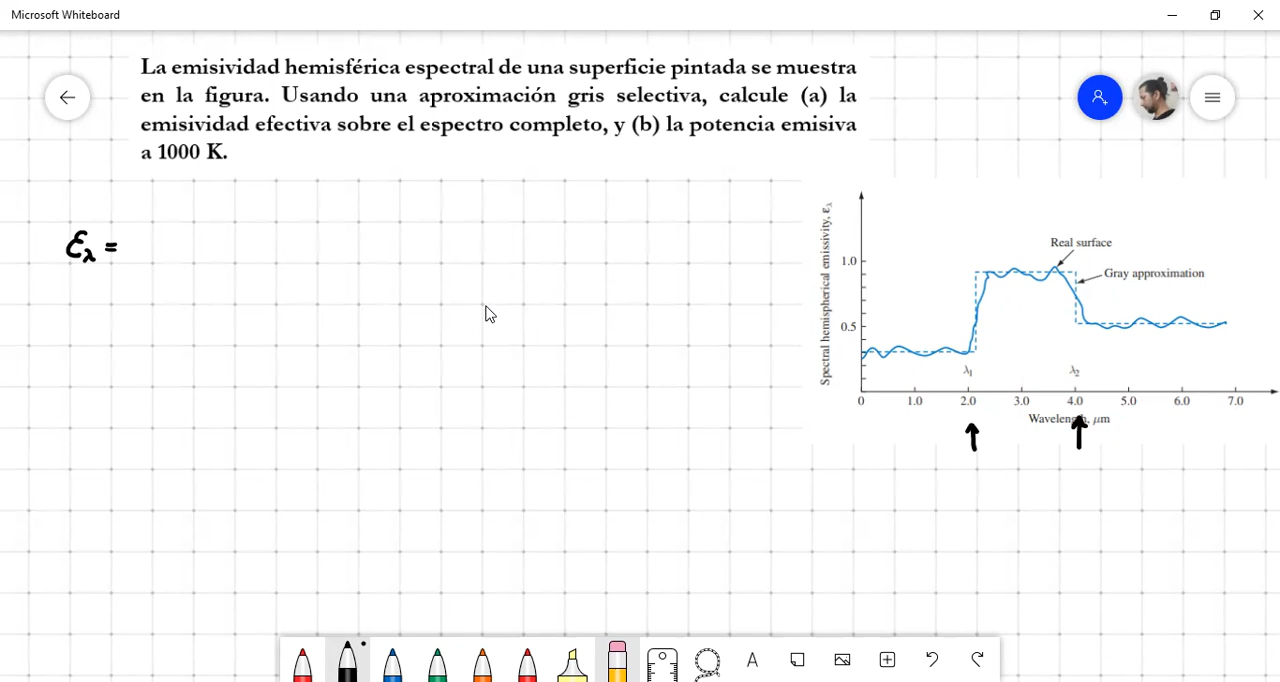 Microsoft Whiteboard
La emisividad hemisférica espectral de una superficie pintada se muestra
en la figura. Usando una aproximación gris selectiva, calcule (a) la
emisividad efectiva sobre el espectro completo, y (b) la potencia emisiva
a 1000 K.
ελ =
Spectral hemispherical emissivity, ελ
Real surface
1.0
Gray approximation
0.5
λ1
λ2
0 1.0 2.0 3.0 4.0 5.0 6.0 7.0
Wavelength, μm
A